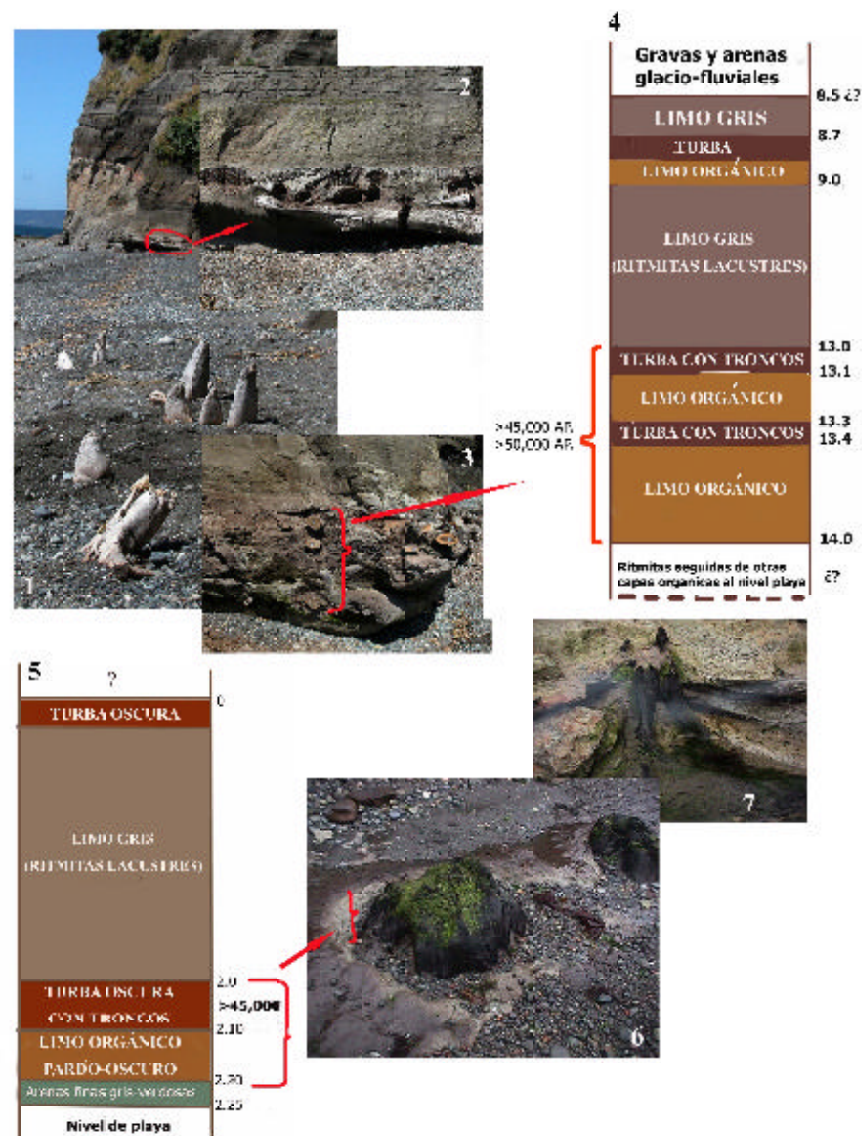 4
Gravas y arenas
glacio-fluviales
8.5 ¿?
LIMO GRIS
8.7
TURBA
LIMO ORGÁNICO
9.0
LIMO GRIS
(RITMITAS LACUSTRES)
13.0
TURBA CON TRONCOS
13.1
LIMO ORGÁNICO
13.3
TURBA CON TRONCOS
13.4
LIMO ORGÁNICO
14.0
Ritmitas seguidas de otras
capas organicas al nivel playa
¿?
>45,000 AP.
>50,000 AP.
2
1
3
5
?
0
TURBA OSCURA
LIMO GRIS
(RITMITAS LACUSTRES)
2.0
TURBA OSCURA
CON TRONCOS
>45,000
2.10
LIMO ORGÁNICO
PARDO-OSCURO
2.20
Arenas finas gris-verdosas
2.25
Nivel de playa
6
7